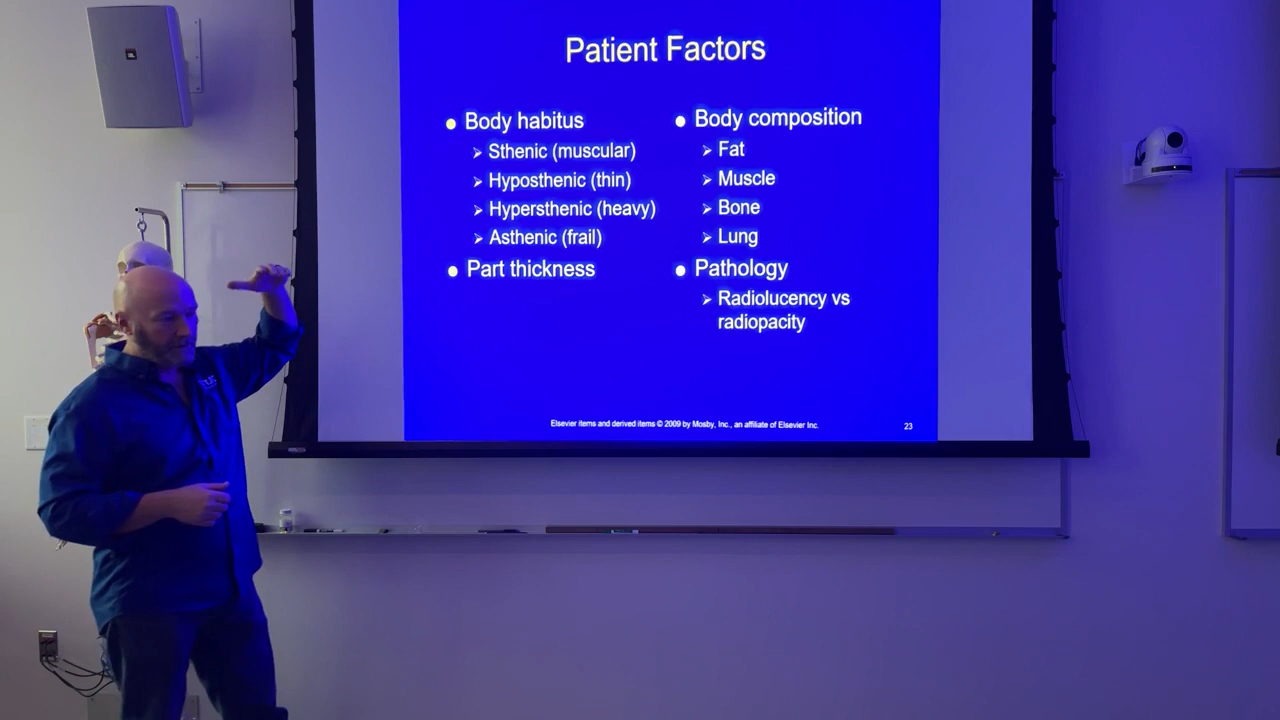 Patient Factors
Body habitus
Sthenic (muscular)
Hyposthenic (thin)
Hypersthenic (heavy)
Asthenic (frail)
Part thickness
Body composition
Fat
Muscle
Bone
Lung
Pathology
Radiolucency vs
radiopacity
Elsevier items and derived items © 2009 by Mosby, Inc., an affiliate of Elsevier Inc.
23
JBL